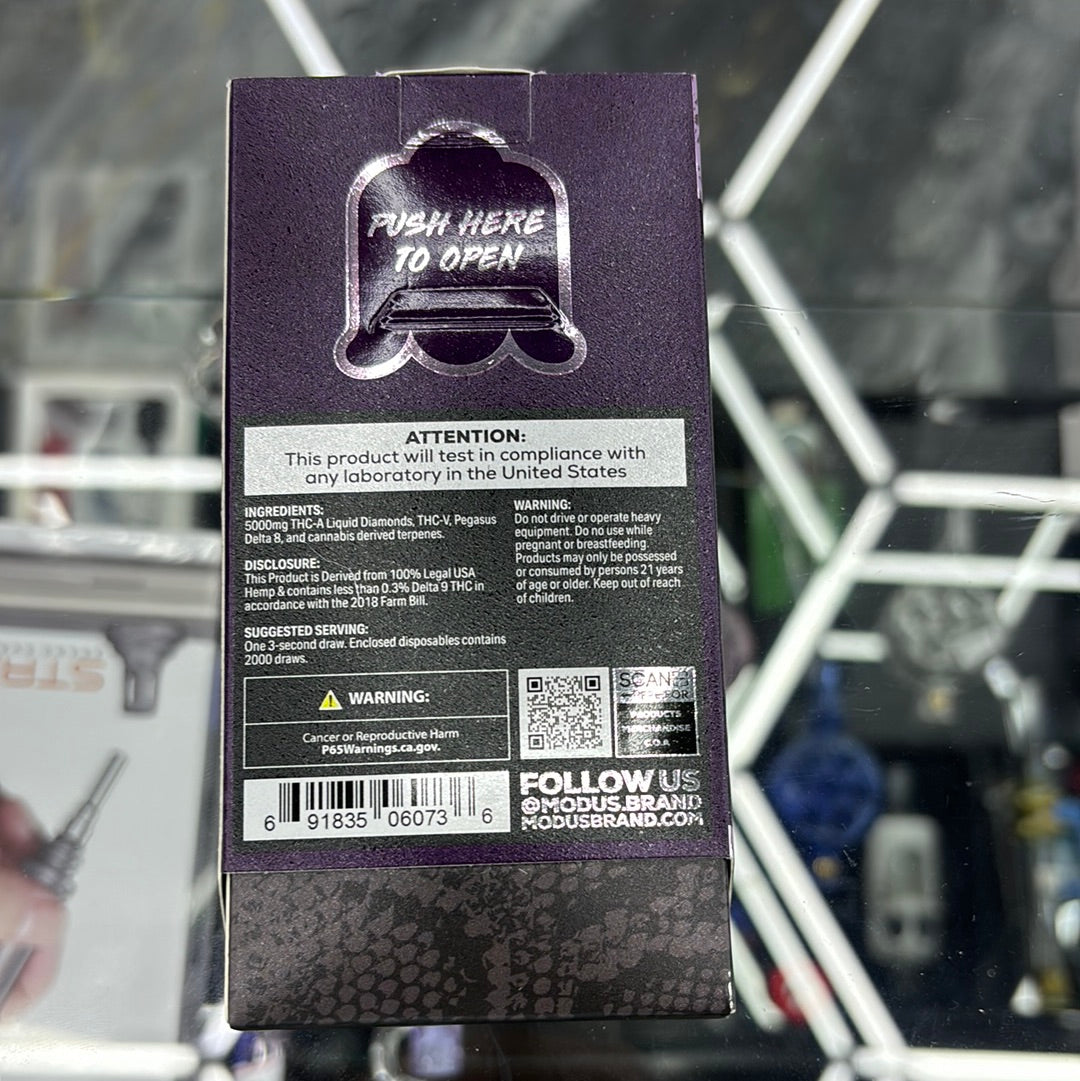 PUSH HERE
TO OPEN
ATTENTION:
This product will test in compliance with
any laboratory in the United States
INGREDIENTS:
5000mg THC-A Liquid Diamonds, THC-V, Pegasus
Delta 8, and cannabis derived terpenes.
DISCLOSURE:
This Product is Derived from 100% Legal USA
Hemp & contains less than 0.3% Delta 9 THC in
accordance with the 2018 Farm Bill.
SUGGESTED SERVING:
One 3-second draw. Enclosed disposables contains
2000 draws.
WARNING:
Do not drive or operate heavy
equipment. Do no use while
pregnant or breastfeeding.
Products may only be possessed
or consumed by persons 21 years
of age or older. Keep out of reach
of children.
WARNING:
Cancer or Reproductive Harm
P65Warnings.ca.gov.
SCAN
PRODUCTS
MERCHANDISE
C.O.A.
6 91835 06073 6
FOLLOW US
@MODUS.BRAND
MODUSBRAND.COM
STR